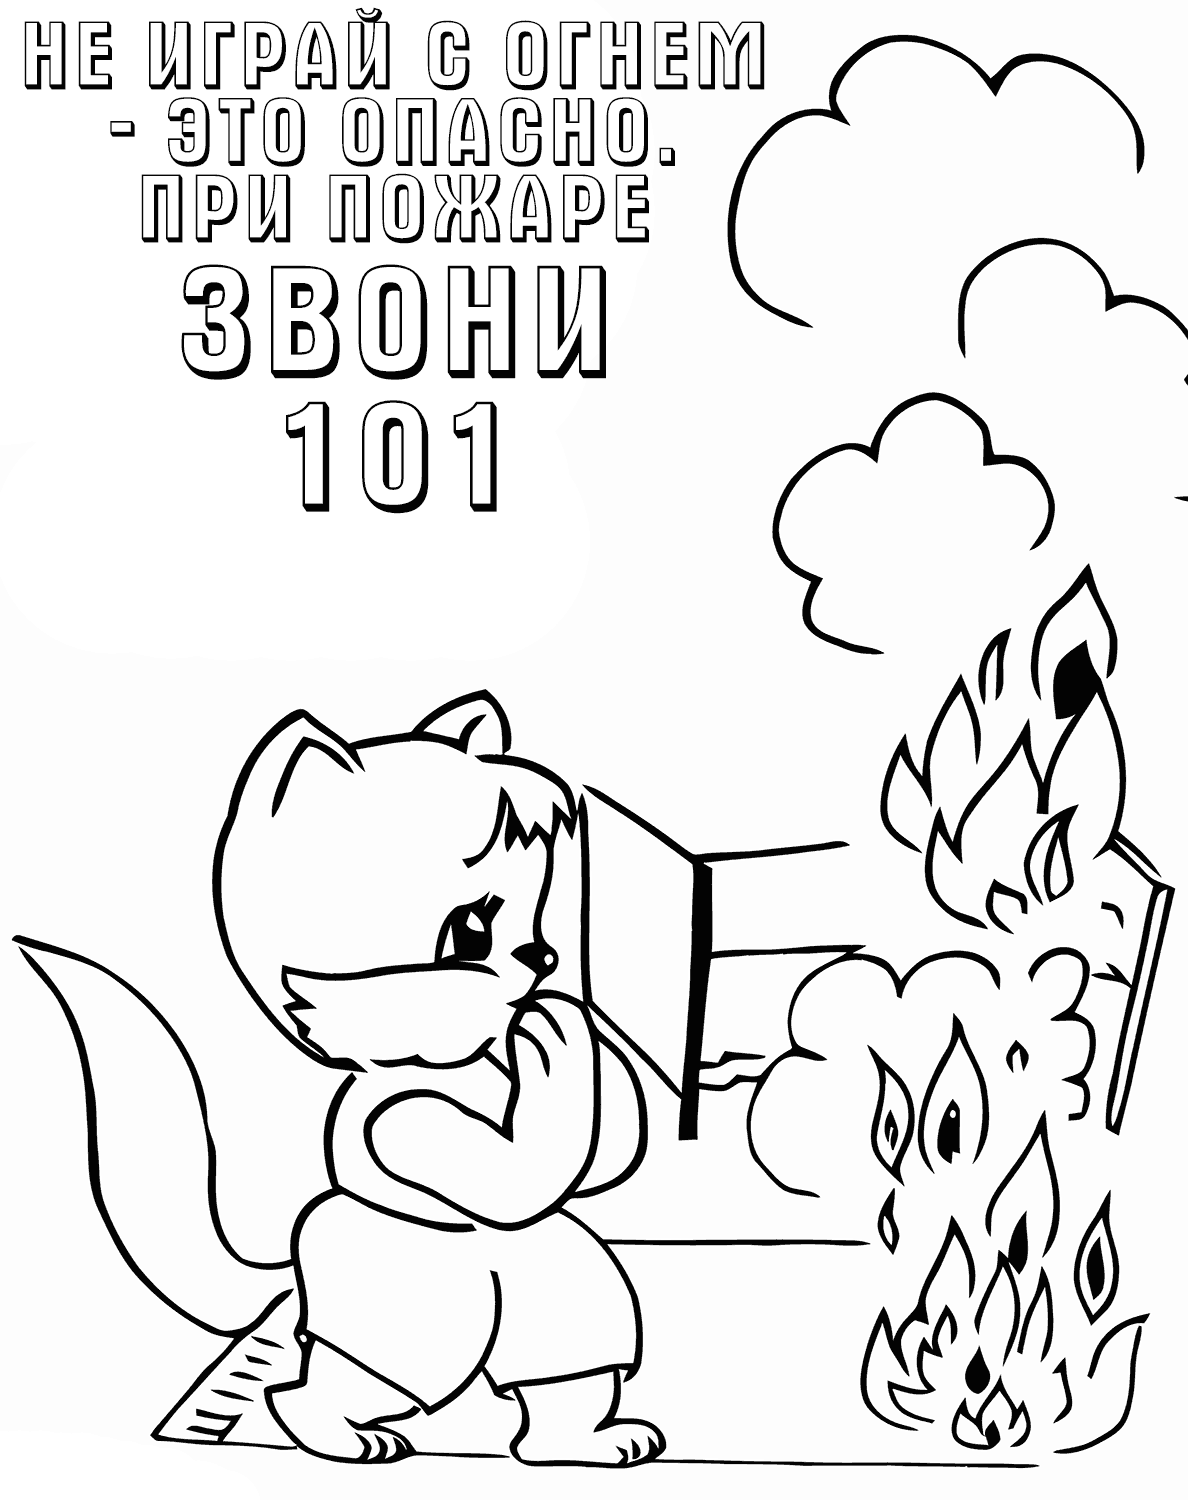 НЕ ИГРАЙ С ОГНЕМ
- ЭТО ОПАСНО.
ПРИ ПОЖАРЕ
ЗВОНИ
101